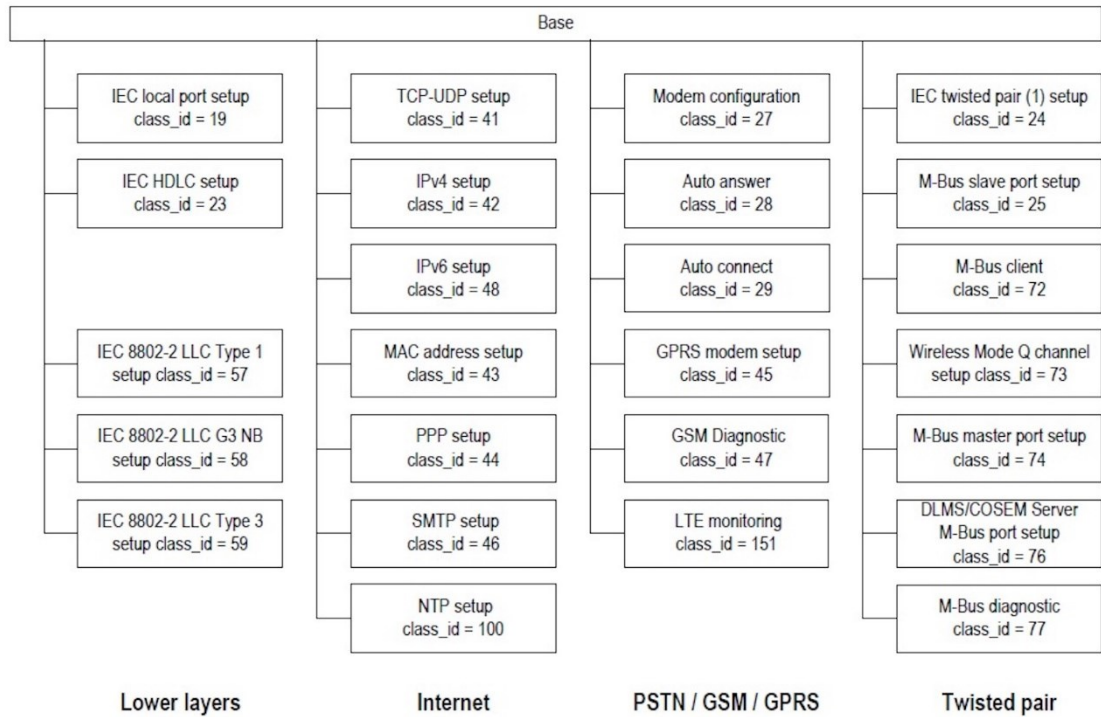 Base
IEC local port setup
class_id = 19
IEC HDLC setup
class_id = 23
IEC 8802-2 LLC Type 1
setup class_id = 57
IEC 8802-2 LLC G3 NB
setup class_id = 58
IEC 8802-2 LLC Type 3
setup class_id = 59
Lower layers
TCP-UDP setup
class_id = 41
IPv4 setup
class_id = 42
IPv6 setup
class_id = 48
MAC address setup
class_id = 43
PPP setup
class_id = 44
SMTP setup
class_id = 46
NTP setup
class_id = 100
Internet
Modem configuration
class_id = 27
Auto answer
class_id = 28
Auto connect
class_id = 29
GPRS modem setup
class_id = 45
GSM Diagnostic
class_id = 47
LTE monitoring
class_id = 151
PSTN / GSM / GPRS
IEC twisted pair (1) setup
class_id = 24
M-Bus slave port setup
class_id = 25
M-Bus client
class_id = 72
Wireless Mode Q channel
setup class_id = 73
M-Bus master port setup
class_id = 74
DLMS/COSEM Server
M-Bus port setup
class_id = 76
M-Bus diagnostic
class_id = 77
Twisted pair